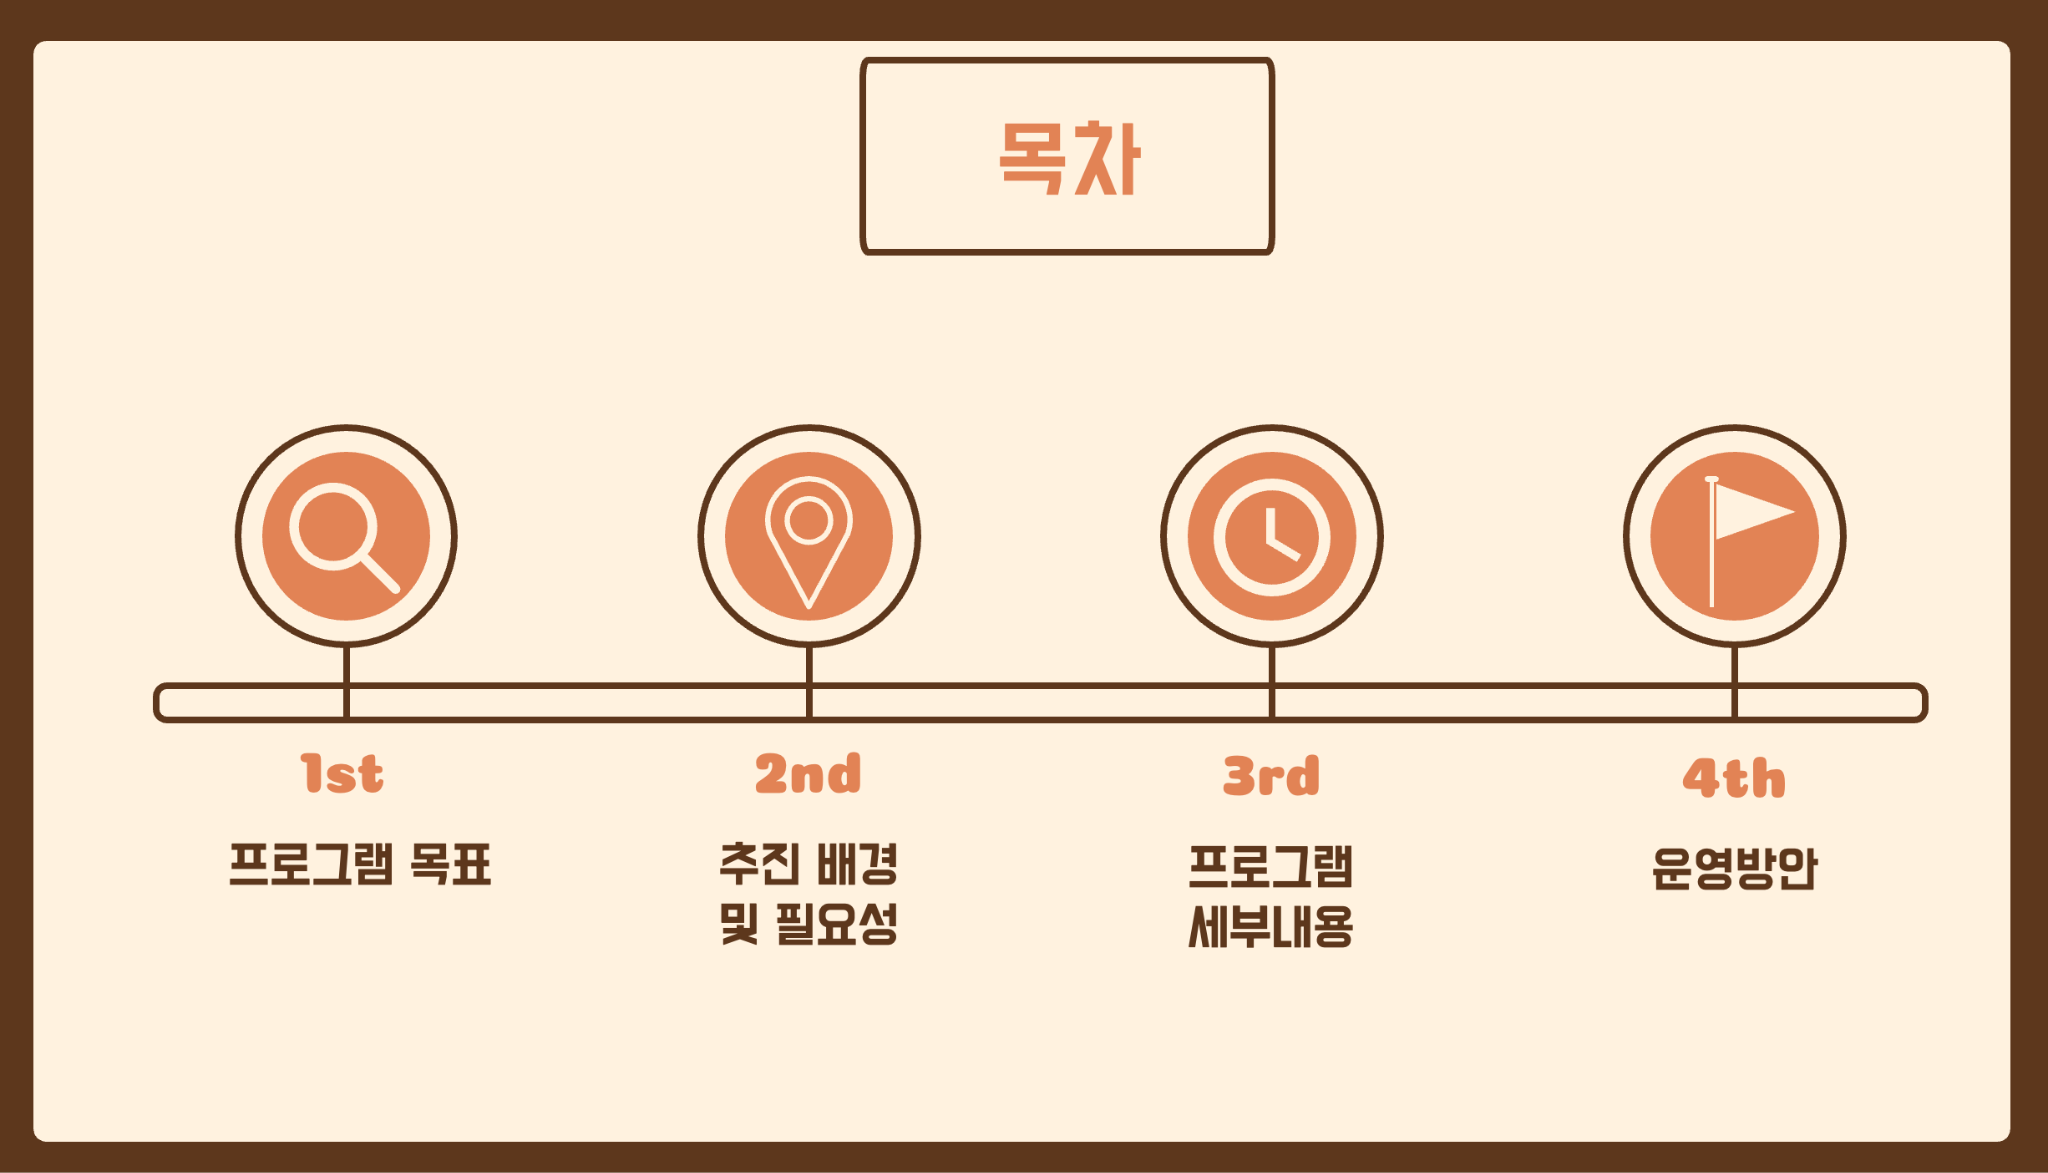 목차
1st
프로그램 목표
2nd
추진 배경
및 필요성
3rd
프로그램
세부내용
4th
운영방안